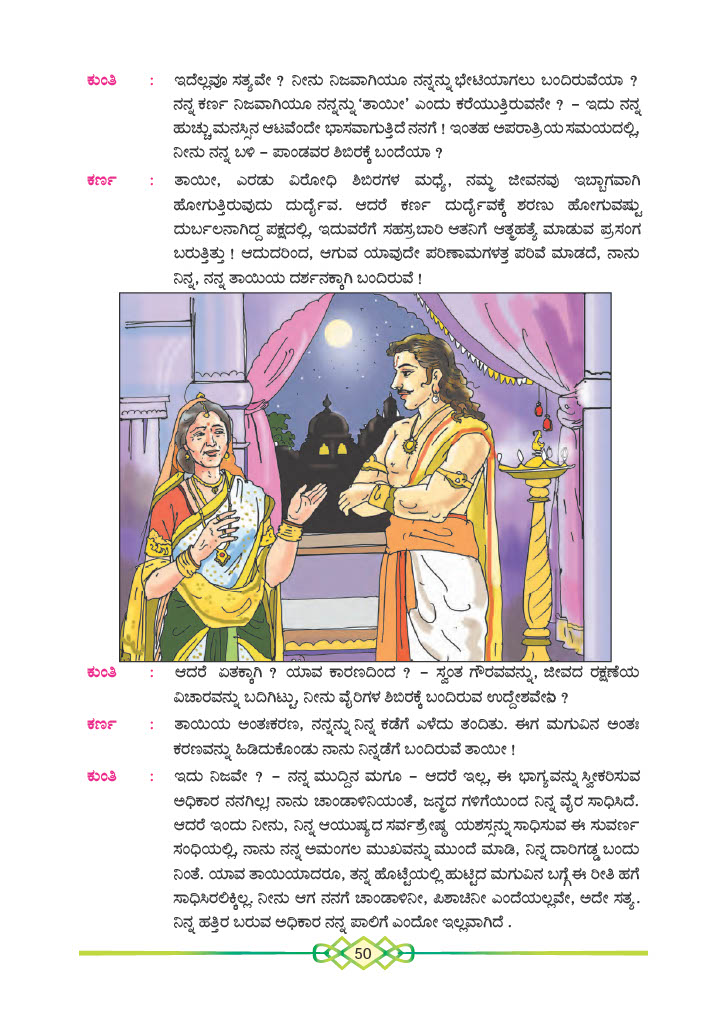 ಕುಂತಿ : ಇದೆಲ್ಲವೂ ಸತ್ಯವೇ ? ನೀನು ನಿಜವಾಗಿಯೂ ನನ್ನನ್ನು ಭೇಟಿಯಾಗಲು ಬಂದಿರುವೆಯಾ ?
ನನ್ನ ಕರ್ಣ ನಿಜವಾಗಿಯೂ ನನ್ನನ್ನು 'ತಾಯೀ' ಎಂದು ಕರೆಯುತ್ತಿರುವನೇ ? – ಇದು ನನ್ನ
ಹುಚ್ಚು ಮನಸ್ಸಿನ ಆಟವೆಂದೇ ಭಾಸವಾಗುತ್ತಿದೆ ನನಗೆ ! ಇಂತಹ ಅಪರಾತ್ರಿಯ ಸಮಯದಲ್ಲಿ,
ನೀನು ನನ್ನ ಬಳಿ – ಪಾಂಡವರ ಶಿಬಿರಕ್ಕೆ ಬಂದೆಯಾ ?
ಕರ್ಣ : ತಾಯೀ, ಎರಡು ವಿರೋಧಿ ಶಿಬಿರಗಳ ಮಧ್ಯೆ, ನಮ್ಮ ಜೀವನವು ಇಬ್ಭಾಗವಾಗಿ
ಹೋಗುತ್ತಿರುವುದು ದುರ್ದೈವ. ಆದರೆ ಕರ್ಣ ದುರ್ದೈವಕ್ಕೆ ಶರಣು ಹೋಗುವಷ್ಟು
ದುರ್ಬಲನಾಗಿದ್ದ ಪಕ್ಷದಲ್ಲಿ, ಇದುವರೆಗೆ ಸಹಸ್ರಬಾರಿ ಆತನಿಗೆ ಆತ್ಮಹತ್ಯೆ ಮಾಡುವ ಪ್ರಸಂಗ
ಬರುತ್ತಿತ್ತು ! ಆದುದರಿಂದ, ಆಗುವ ಯಾವುದೇ ಪರಿಣಾಮಗಳತ್ತ ಪರಿವೆ ಮಾಡದೆ, ನಾನು
ನಿನ್ನ, ನನ್ನ ತಾಯಿಯ ದರ್ಶನಕ್ಕಾಗಿ ಬಂದಿರುವೆ !
ಕುಂತಿ : ಆದರೆ ಏತಕ್ಕಾಗಿ ? ಯಾವ ಕಾರಣದಿಂದ ? – ಸ್ವಂತ ಗೌರವವನ್ನು, ಜೀವದ ರಕ್ಷಣೆಯ
ವಿಚಾರವನ್ನು ಬದಿಗಿಟ್ಟು, ನೀನು ವೈರಿಗಳ ಶಿಬಿರಕ್ಕೆ ಬಂದಿರುವ ಉದ್ದೇಶವೇನು ?
ಕರ್ಣ : ತಾಯಿಯ ಅಂತಃಕರಣ, ನನ್ನನ್ನು ನಿನ್ನ ಕಡೆಗೆ ಎಳೆದು ತಂದಿತು. ಈಗ ಮಗುವಿನ ಅಂತಃ
ಕರಣವನ್ನು ಹಿಡಿದುಕೊಂಡು ನಾನು ನಿನ್ನಡೆಗೆ ಬಂದಿರುವೆ ತಾಯೀ !
ಕುಂತಿ : ಇದು ನಿಜವೇ ? – ನನ್ನ ಮುದ್ದಿನ ಮಗೂ – ಆದರೆ ಇಲ್ಲ, ಈ ಭಾಗ್ಯವನ್ನು ಸ್ವೀಕರಿಸುವ
ಅಧಿಕಾರ ನನಗಿಲ್ಲ! ನಾನು ಚಾಂಡಾಳಿನಿಯಂತೆ, ಜನ್ಮದ ಗಳಿಗೆಯಿಂದ ನಿನ್ನ ವೈರ ಸಾಧಿಸಿದೆ.
ಆದರೆ ಇಂದು ನೀನು, ನಿನ್ನ ಆಯುಷ್ಯದ ಸರ್ವಶ್ರೇಷ್ಠ ಯಶಸ್ಸನ್ನು ಸಾಧಿಸುವ ಈ ಸುವರ್ಣ
ಸಂಧಿಯಲ್ಲಿ, ನಾನು ನನ್ನ ಅಮಂಗಲ ಮುಖವನ್ನು ಮುಂದೆ ಮಾಡಿ, ನಿನ್ನ ದಾರಿಗಡ್ಡ ಬಂದು
ನಿಂತೆ. ಯಾವ ತಾಯಿಯಾದರೂ, ತನ್ನ ಹೊಟ್ಟೆಯಲ್ಲಿ ಹುಟ್ಟಿದ ಮಗುವಿನ ಬಗ್ಗೆ ಈ ರೀತಿ ಹಗೆ
ಸಾಧಿಸಿರಲಿಕ್ಕಿಲ್ಲ. ನೀನು ಆಗ ನನಗೆ ಚಾಂಡಾಳಿನೀ, ಪಿಶಾಚಿನೀ ಎಂದೆಯಲ್ಲವೇ, ಅದೇ ಸತ್ಯ.
ನಿನ್ನ ಹತ್ತಿರ ಬರುವ ಅಧಿಕಾರ ನನ್ನ ಪಾಲಿಗೆ ಎಂದೋ ಇಲ್ಲವಾಗಿದೆ .
50